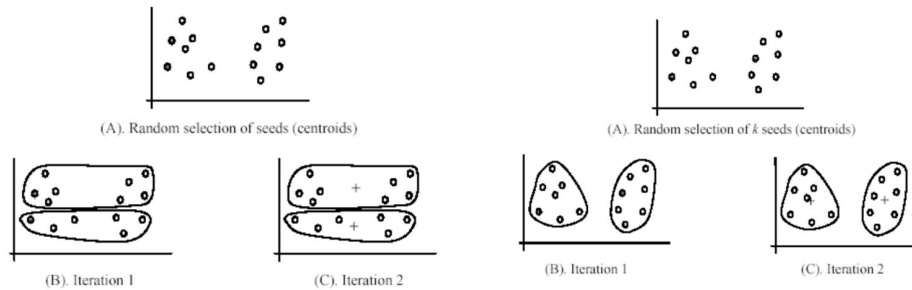 (A). Random selection of seeds (centroids)
(B). Iteration 1
(C). Iteration 2
(A). Random selection of k seeds (centroids)
(B). Iteration 1
(C). Iteration 2